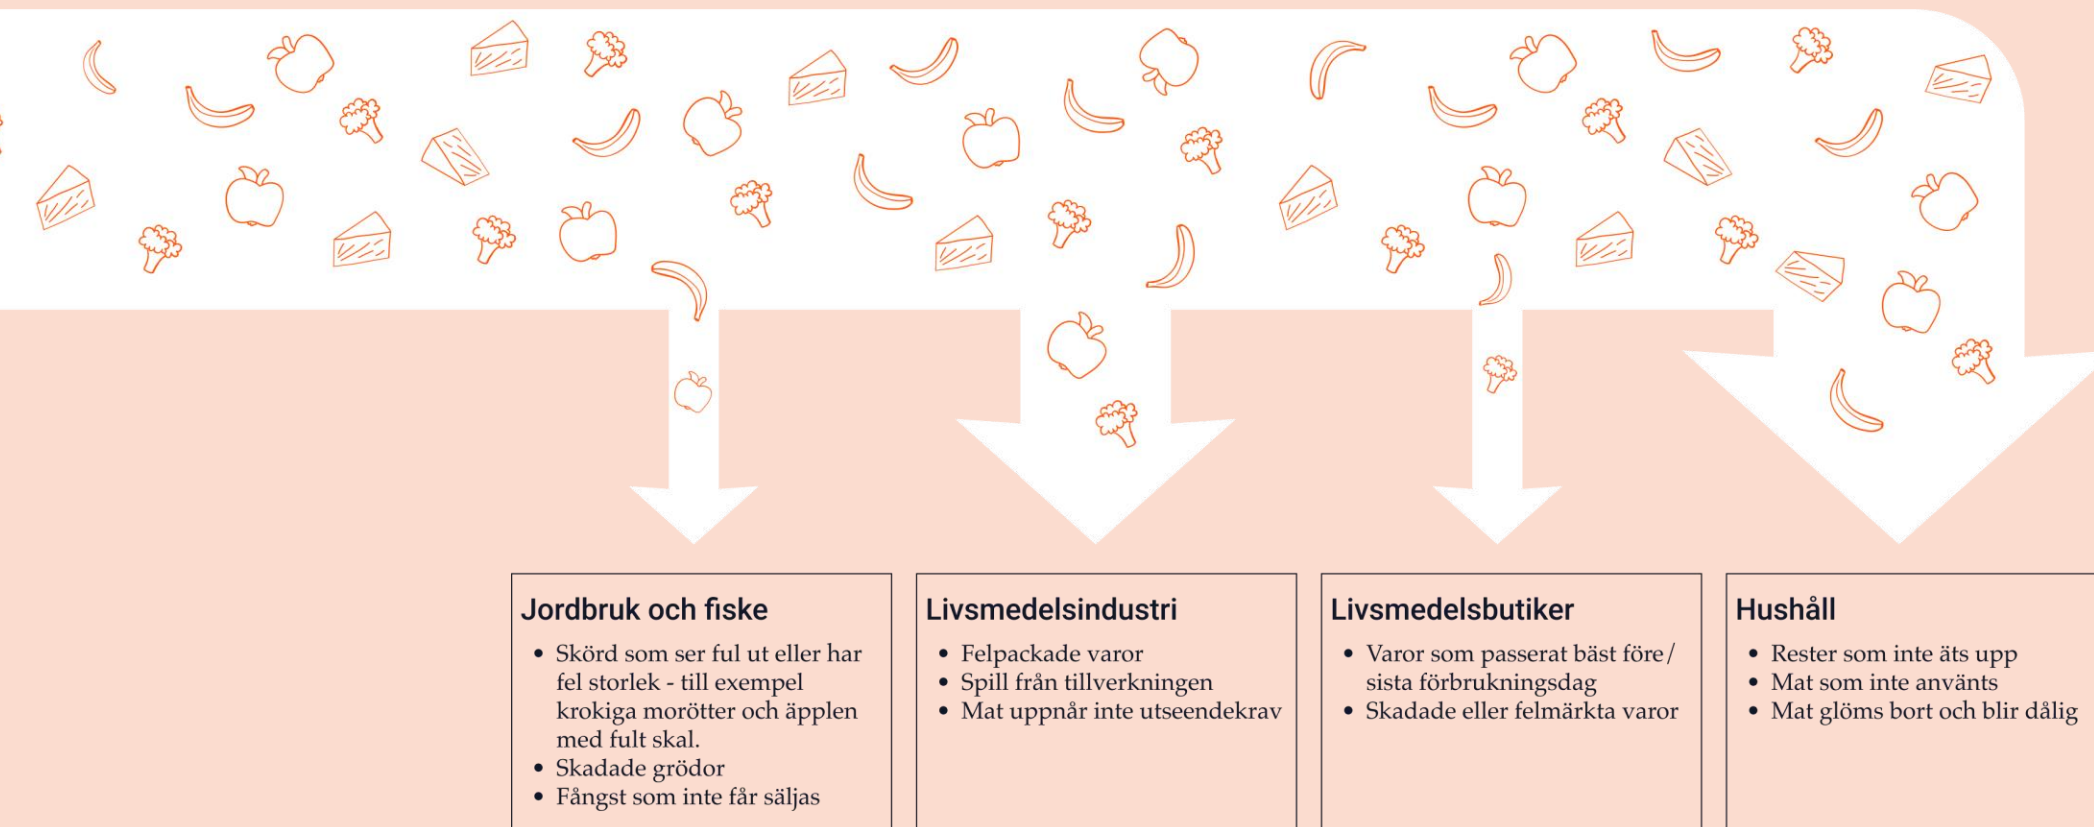 Jordbruk och fiske
• Skörd som ser ful ut eller har
fel storlek - till exempel
krokiga morötter och äpplen
med fult skal.
• Skadade grödor
• Fångst som inte får säljas
Livsmedelsindustri
• Felpackade varor
• Spill från tillverkningen
• Mat uppnår inte utseendekrav
Livsmedelsbutiker
• Varor som passerat bäst före/
sista förbrukningsdag
• Skadade eller felmärkta varor
Hushåll
• Rester som inte äts upp
• Mat som inte använts
• Mat glöms bort och blir dålig